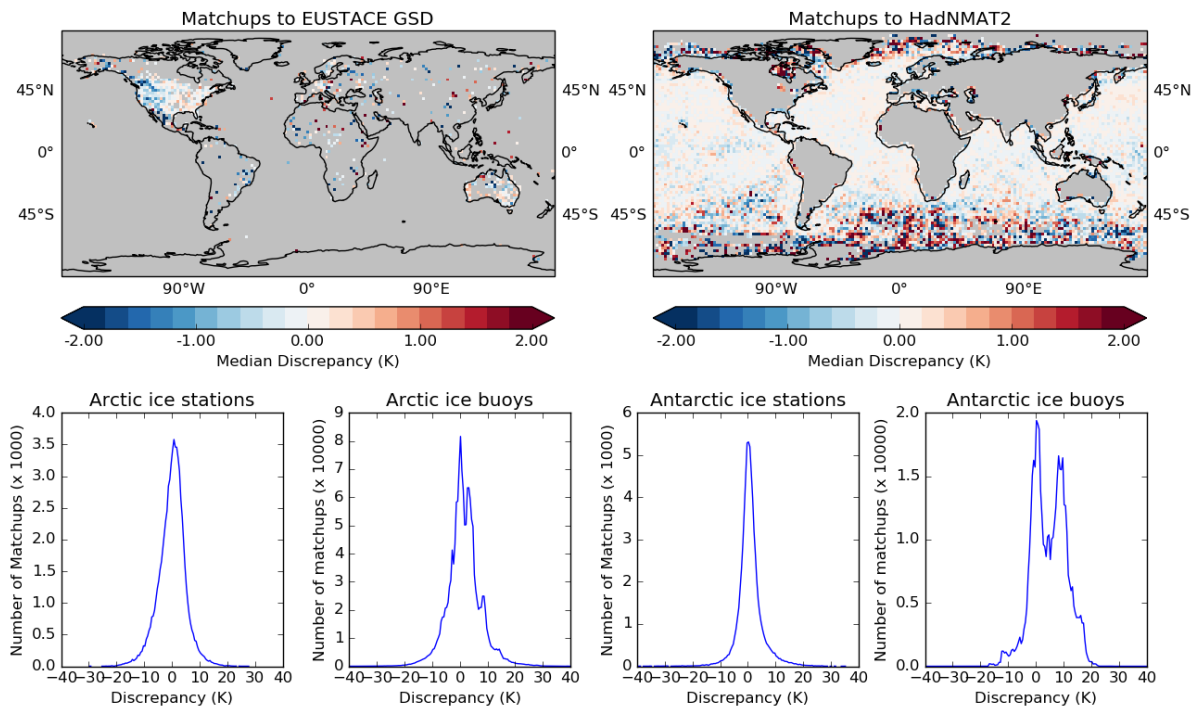 Matchups to EUSTACE GSD
Matchups to HadNMAT2
45°N
0°
45°S
45°N
0°
45°S
45°N
0°
45°S
90°W 0° 90°E
90°W 0° 90°E
-2.00 -1.00 0.00 1.00 2.00
Median Discrepancy (K)
-2.00 -1.00 0.00 1.00 2.00
Median Discrepancy (K)
Arctic ice stations
Number of Matchups (x 10000)
4.0
3.5
3.0
2.5
2.0
1.5
1.0
0.5
0.0
−40−30−20−10 0 10 20 30 40
Discrepancy (K)
Arctic ice buoys
Number of matchups (x 10000)
9
8
7
6
5
4
3
2
1
0
−40−30−20−10 0 10 20 30 40
Discrepancy (K)
Antarctic ice stations
Number of Matchups (x 10000)
6
5
4
3
2
1
0
−40−30−20−10 0 10 20 30 40
Discrepancy (K)
Antarctic ice buoys
Number of matchups (x 10000)
2.0
1.5
1.0
0.5
0.0
−40−30−20−10 0 10 20 30 40
Discrepancy (K)